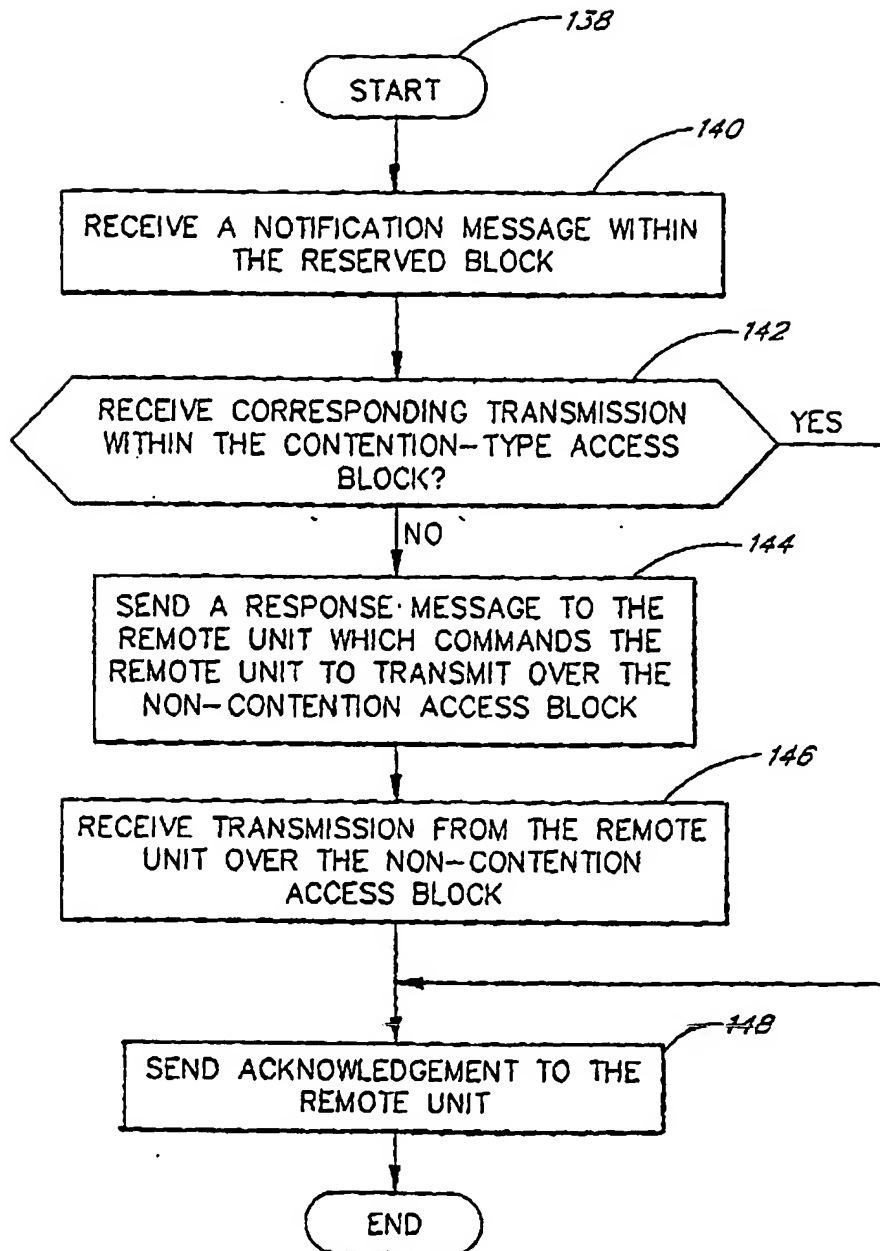 138
START
140
RECEIVE A NOTIFICATION MESSAGE WITHIN
THE RESERVED BLOCK
142
RECEIVE CORRESPONDING TRANSMISSION
WITHIN THE CONTENTION-TYPE ACCESS
BLOCK?
YES
NO
144
SEND A RESPONSE MESSAGE TO THE
REMOTE UNIT WHICH COMMANDS THE
REMOTE UNIT TO TRANSMIT OVER THE
NON-CONTENTION ACCESS BLOCK
146
RECEIVE TRANSMISSION FROM THE REMOTE
UNIT OVER THE NON-CONTENTION
ACCESS BLOCK
148
SEND ACKNOWLEDGEMENT TO THE
REMOTE UNIT
END